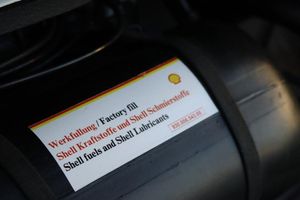 Werkfüllung / Factory fill
Shell Kraftstoffe und Shell Schmierstoffe
Shell fuels and Shell Lubricants